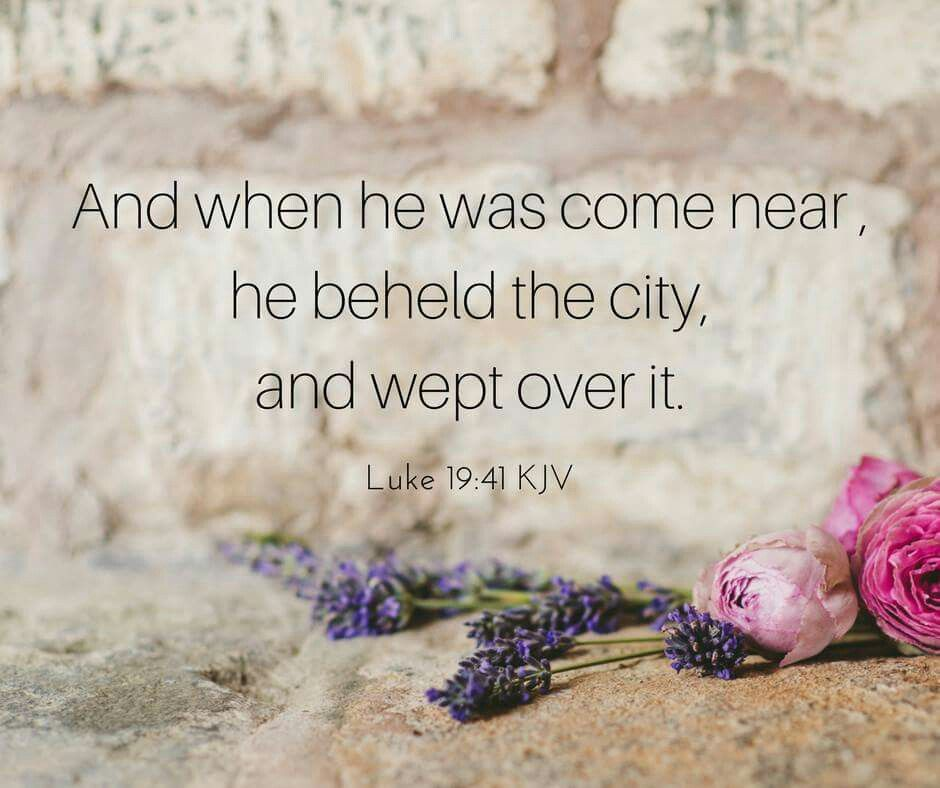 And when he was come near ,
he beheld the city,
and wept over it.
Luke 19:41 KJV